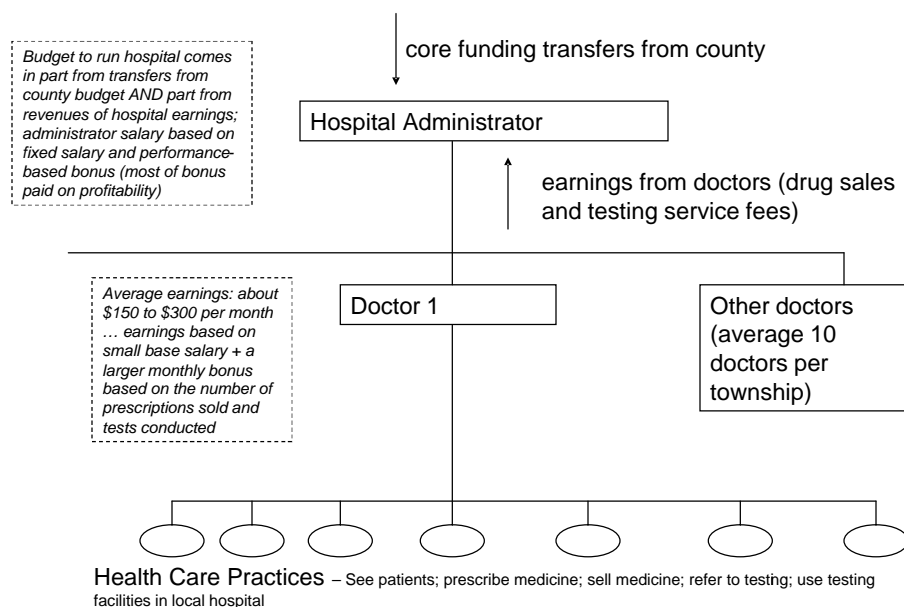 core funding transfers from county
Budget to run hospital comes
in part from transfers from
county budget AND part from
revenues of hospital earnings;
administrator salary based on
fixed salary and performance-
based bonus (most of bonus
paid on profitability)
Hospital Administrator
earnings from doctors (drug sales
and testing service fees)
Average earnings: about
$150 to $300 per month
… earnings based on
small base salary + a
larger monthly bonus
based on the number of
prescriptions sold and
tests conducted
Doctor 1
Other doctors
(average 10
doctors per
township)
Health Care Practices – See patients; prescribe medicine; sell medicine; refer to testing; use testing
facilities in local hospital